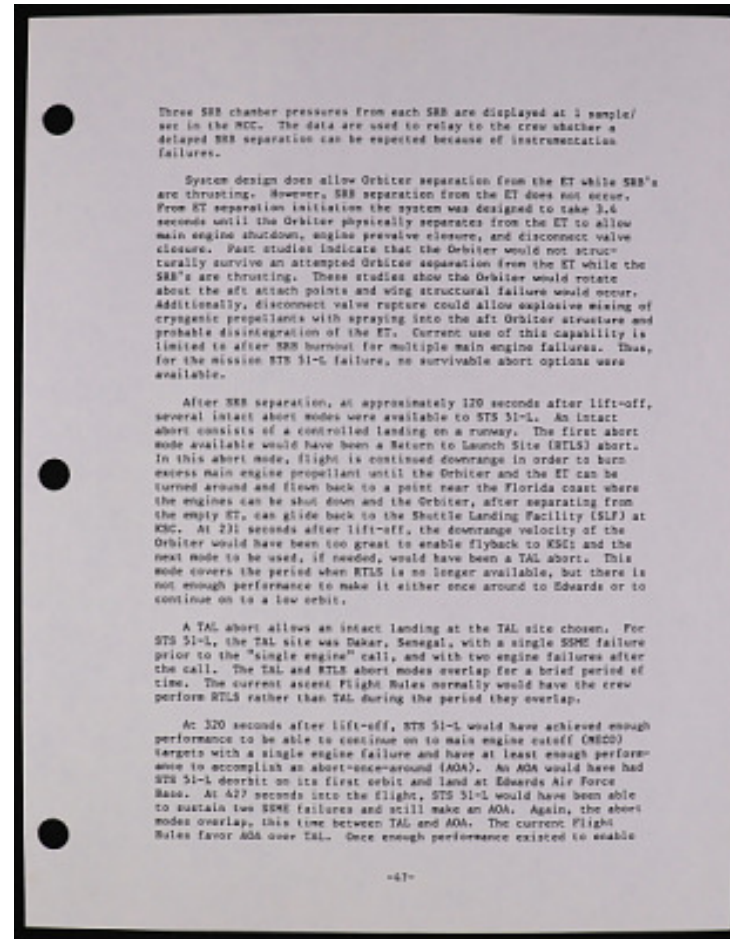 Three SRB chamber pressures from each SRB are displayed at 1 sample/
sec in the MCC. The data are used to relay to the crew whether a
delayed SRB separation can be expected because of instrumentation
failures.
System design does allow Orbiter separation from the ET while SRB's
are thrusting. However, SRB separation from the ET does not occur.
From ET separation initiation the system was designed to take 3.6
seconds until the Orbiter physically separates from the ET to allow
main engine shutdown, engine prevalve closure, and disconnect valve
closure. Past studies indicate that the Orbiter would not struc-
turally survive an attempted Orbiter separation from the ET while the
SRB's are thrusting. These studies show the Orbiter would rotate
about the aft attach points and wing structural failure would occur.
Additionally, disconnect valve rupture could allow explosive mixing of
cryogenic propellants with spraying into the aft Orbiter structure and
probable disintegration of the ET. Current use of this capability is
limited to after SRB burnout for multiple main engine failures. Thus,
for the mission STS 51-L failure, no survivable abort options were
available.
After SRB separation, at approximately 120 seconds after lift-off,
several intact abort modes were available to STS 51-L. An intact
abort consists of a controlled landing on a runway. The first abort
mode available would have been a Return to Launch Site (RTLS) abort.
In this abort mode, flight is continued downrange in order to burn
excess main engine propellant until the Orbiter and the ET can be
turned around and flown back to a point near the Florida coast where
the engines can be shut down and the Orbiter, after separating from
the empty ET, can glide back to the Shuttle Landing Facility (SLF) at
KSC. At 231 seconds after lift-off, the downrange velocity of the
Orbiter would have been too great to enable flyback to KSC; and the
next mode to be used, if needed, would have been a TAL abort. This
mode covers the period when RTLS is no longer available, but there is
not enough performance to make it either once around to Edwards or to
continue on to a low orbit.
A TAL abort allows an intact landing at the TAL site chosen. For
STS 51-L, the TAL site was Dakar, Senegal, with a single SSME failure
prior to the "single engine" call, and with two engine failures after
the call. The TAL and RTLS abort modes overlap for a brief period of
time. The current ascent Flight Rules normally would have the crew
perform RTLS rather than TAL during the period they overlap.
At 320 seconds after lift-off, STS 51-L would have achieved enough
performance to be able to continue on to main engine cutoff (MECO)
targets with a single engine failure and have at least enough perform-
ance to accomplish an abort-once-around (AOA). An AOA would have had
STS 51-L deorbit on its first orbit and land at Edwards Air Force
Base. At 427 seconds into the flight, STS 51-L would have been able
to sustain two SSME failures and still make an AOA. Again, the abort
modes overlap, this time between TAL and AOA. The current Flight
Rules favor AOA over TAL. Once enough performance existed to enable
-47-